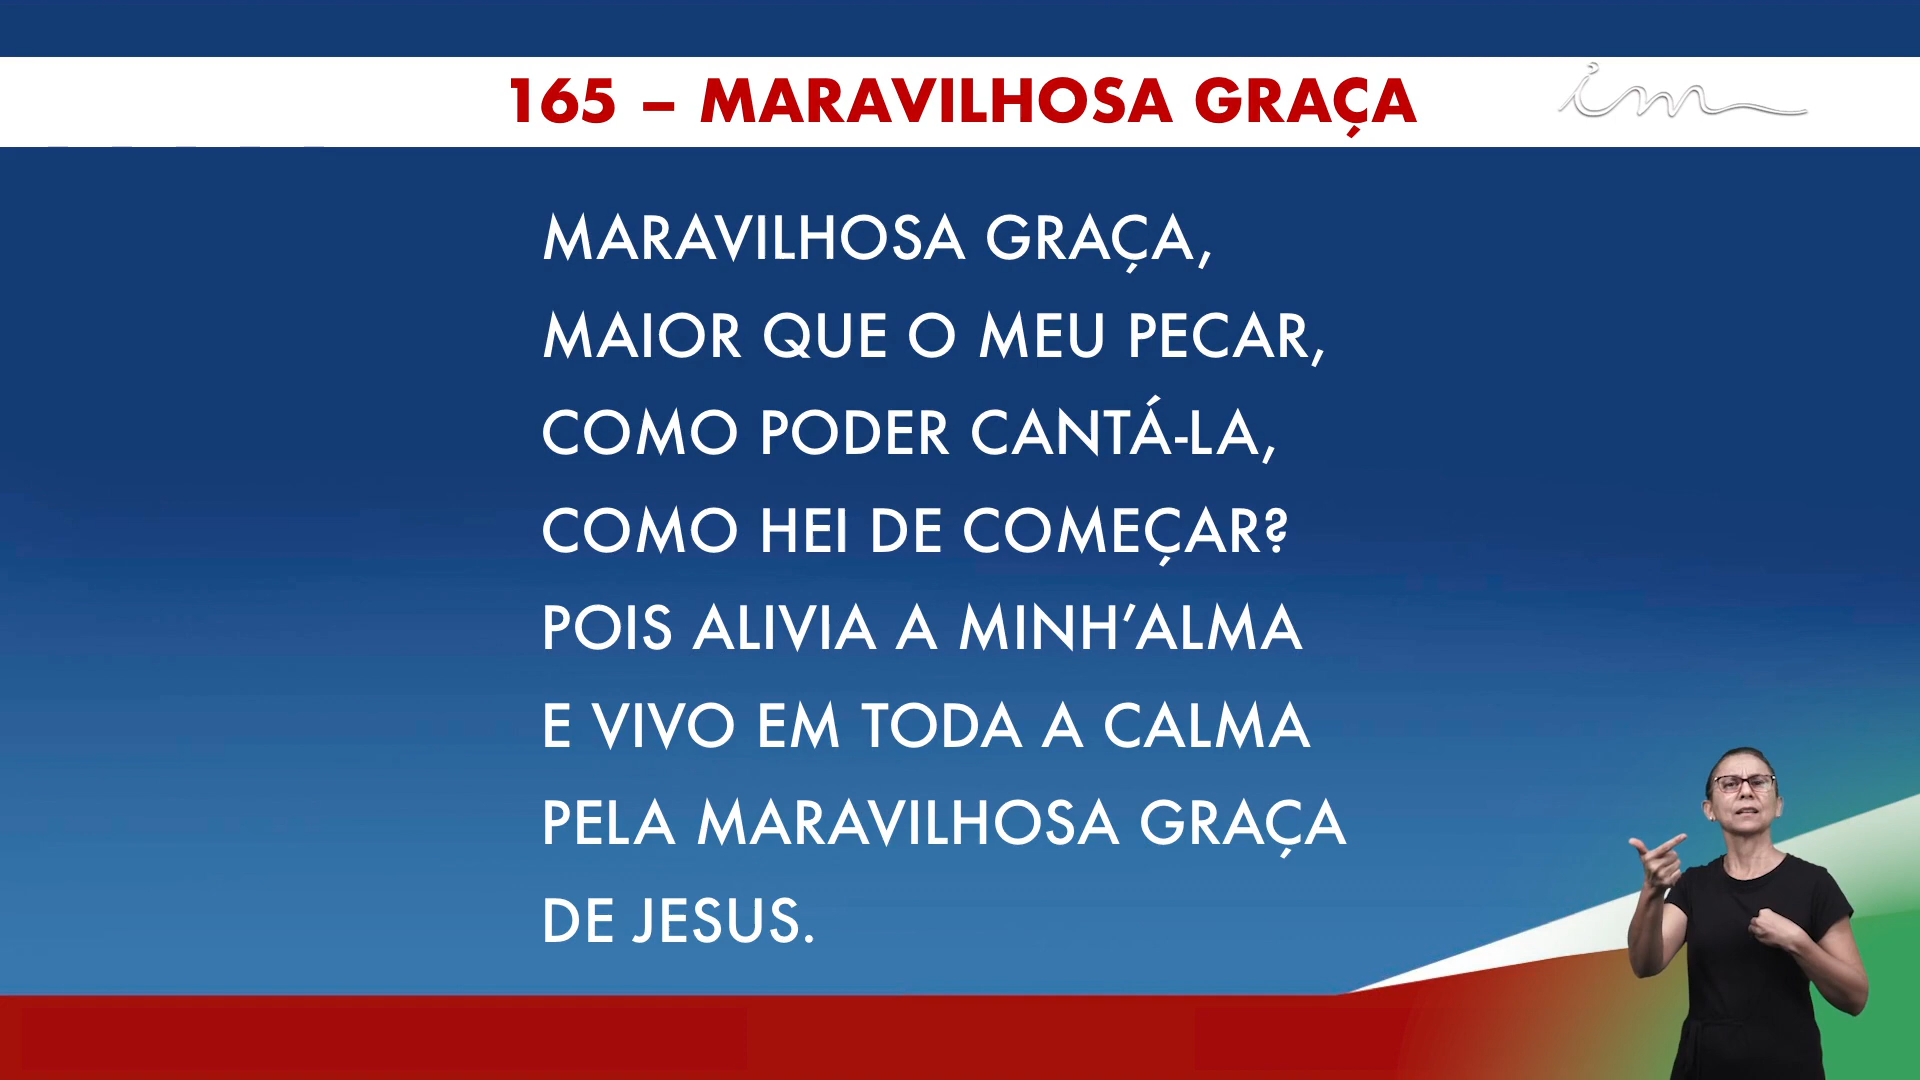 165 – MARAVILHOSA GRAÇA
im
MARAVILHOSA GRAÇA,
MAIOR QUE O MEU PECAR,
COMO PODER CANTÁ-LA,
COMO HEI DE COMEÇAR?
POIS ALIVIA A MINH’ALMA
E VIVO EM TODA A CALMA
PELA MARAVILHOSA GRAÇA
DE JESUS.